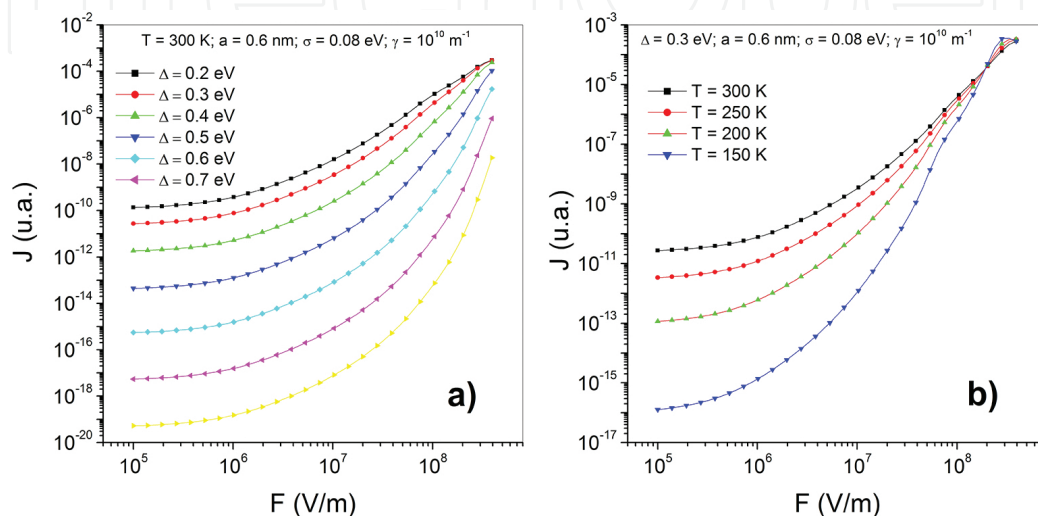 T = 300 K; a = 0.6 nm; σ = 0.08 eV; γ = 10¹⁰ m⁻¹
Δ = 0.2 eV
Δ = 0.3 eV
Δ = 0.4 eV
Δ = 0.5 eV
Δ = 0.6 eV
Δ = 0.7 eV
10⁻²
10⁻⁴
10⁻⁶
10⁻⁸
10⁻¹⁰
10⁻¹²
10⁻¹⁴
10⁻¹⁶
10⁻¹⁸
10⁻²⁰
J (u.a.)
a)
10⁵ 10⁶ 10⁷ 10⁸
F (V/m)
Δ = 0.3 eV; a = 0.6 nm; σ = 0.08 eV; γ = 10¹⁰ m⁻¹
T = 300 K
T = 250 K
T = 200 K
T = 150 K
10⁻³
10⁻⁵
10⁻⁷
10⁻⁹
10⁻¹¹
10⁻¹³
10⁻¹⁵
10⁻¹⁷
J (u.a.)
b)
10⁵ 10⁶ 10⁷ 10⁸
F (V/m)